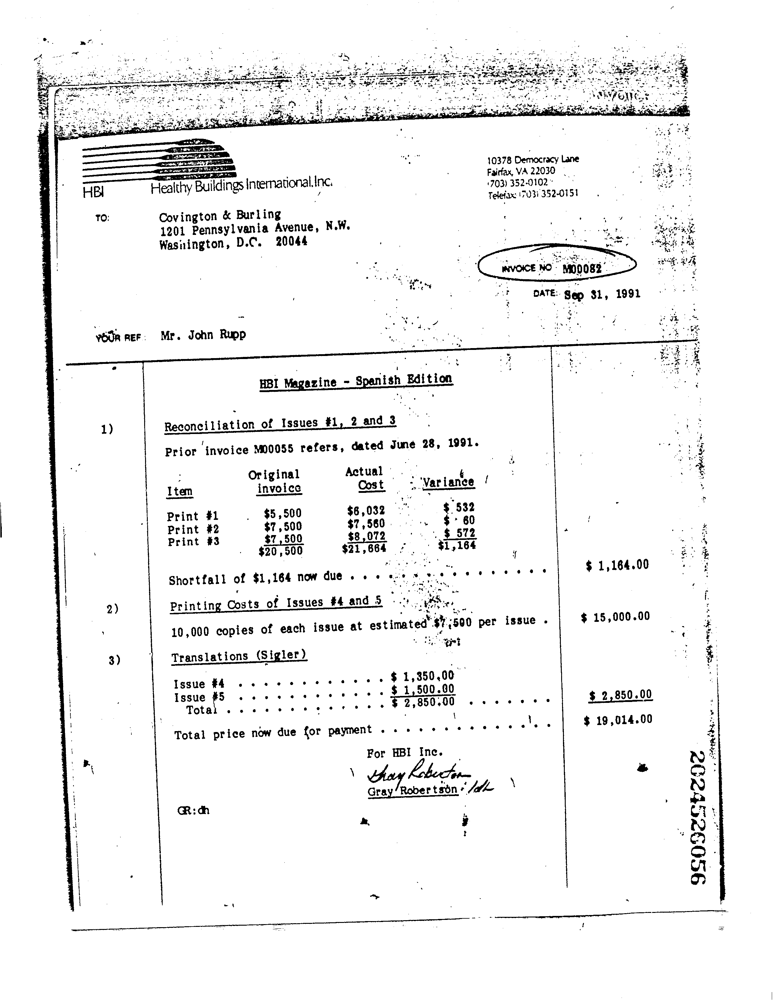 10378 Democracy Lane
Fairfax, VA 22030
(703) 352-0102
Telefax: (703) 352-0151
HBI
Healthy Buildings International, Inc.
TO:
Covington & Burling
1201 Pennsylvania Avenue, N.W.
Washington, D.C. 20044
INVOICE NO M00082
DATE: Sep 31, 1991
YOUR REF: Mr. John Rupp
HBI Magazine - Spanish Edition
1) Reconciliation of Issues #1, 2 and 3
Prior invoice M00055 refers, dated June 28, 1991.
Original Actual
Item invoice Cost Variance
Print #1 $5,500 $6,032 $ 532
Print #2 $7,500 $7,560 $ 60
Print #3 $7,500 $8,072 $ 572
$20,500 $21,664 $1,164
Shortfall of $1,164 now due . . . . . . . . . . . . . . $ 1,164.00
2) Printing Costs of Issues #4 and 5
10,000 copies of each issue at estimated $7,500 per issue . $ 15,000.00
3) Translations (Sigler)
Issue #4 . . . . . . . . . . . . $ 1,350.00
Issue #5 . . . . . . . . . . . . $ 1,500.00
Total . . . . . . . . . . . . . $ 2,850.00 . . . . . . . $ 2,850.00
Total price now due for payment . . . . . . . . . . . . . $ 19,014.00
For HBI Inc.
Gray Robertson
Gray Robertson
GR:dh
2024526056